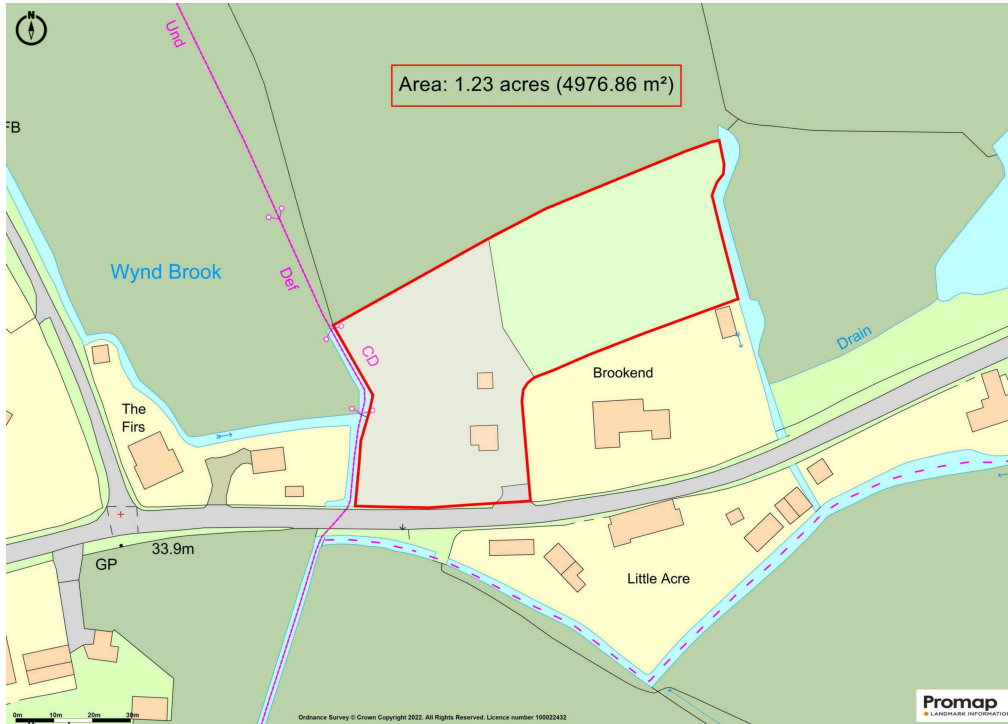 N
Und
Area: 1.23 acres (4976.86 m²)
FB
Wynd Brook
Def
CD
Drain
Brookend
The
Firs
33.9m
GP
Little Acre
0m 10m 20m 30m
Ordnance Survey © Crown Copyright 2022. All Rights Reserved. Licence number 100022432
Promap
LANDMARK INFORMATION